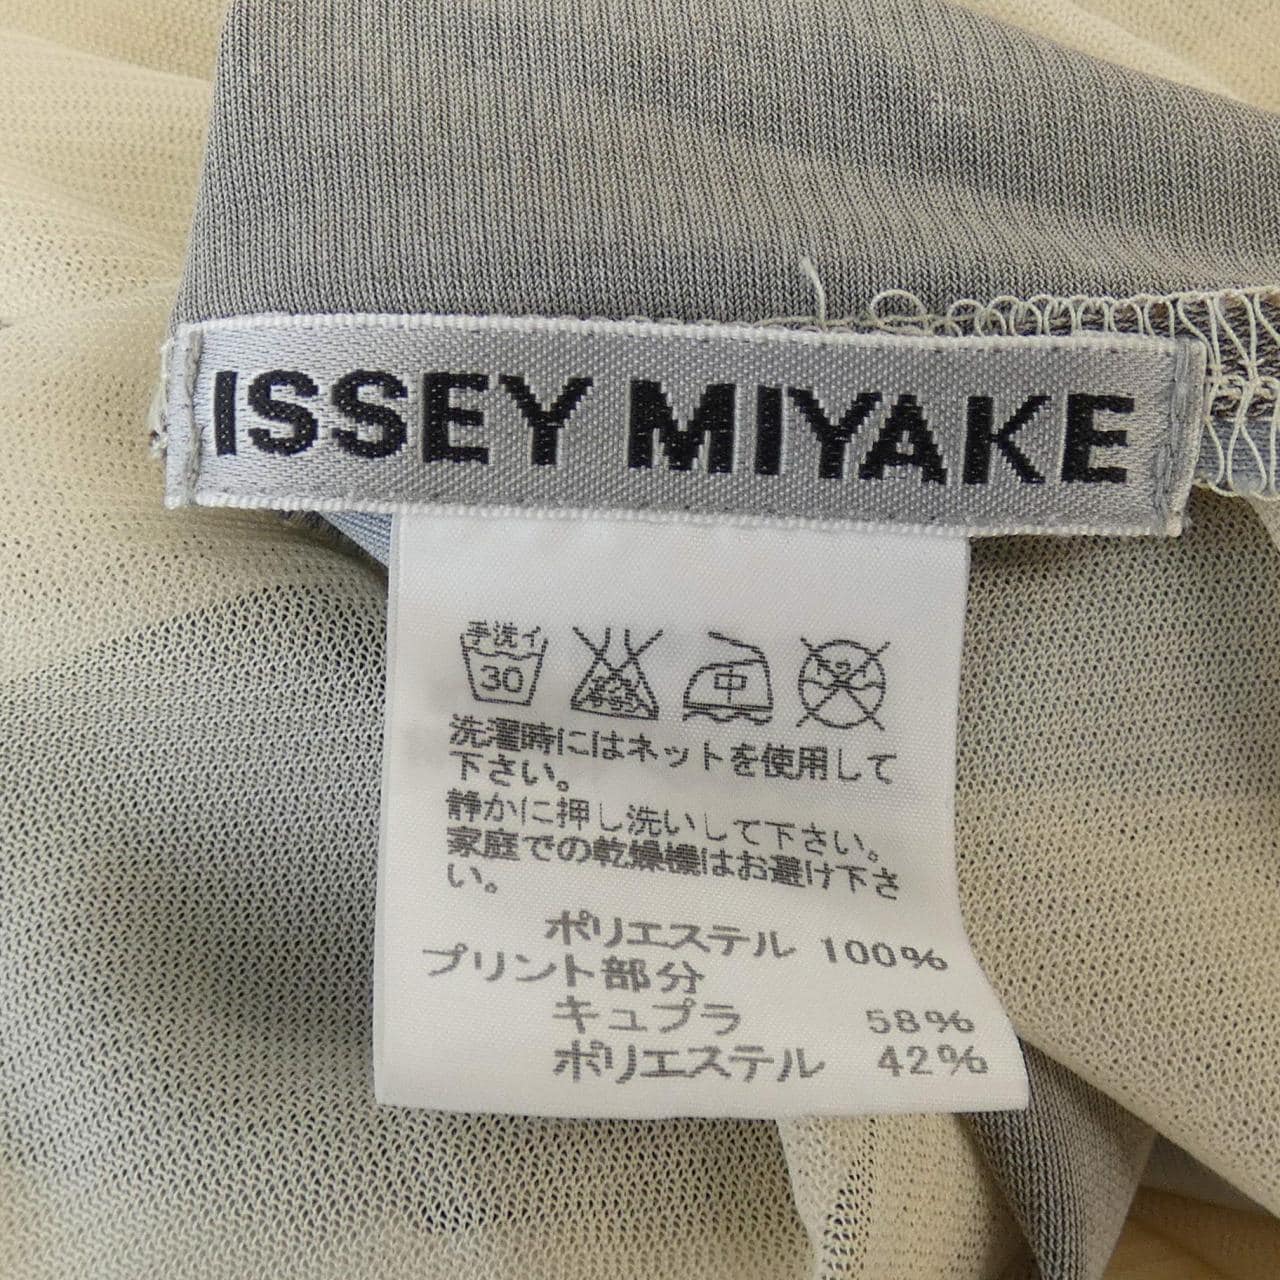 ISSEY MIYAKE
手洗イ
30
中
洗濯時にはネットを使用して
下さい。
静かに押し洗いして下さい。
家庭での乾燥機はお避け下さ
い。
ポリエステル 100%
プリント部分
キュプラ 58%
ポリエステル 42%